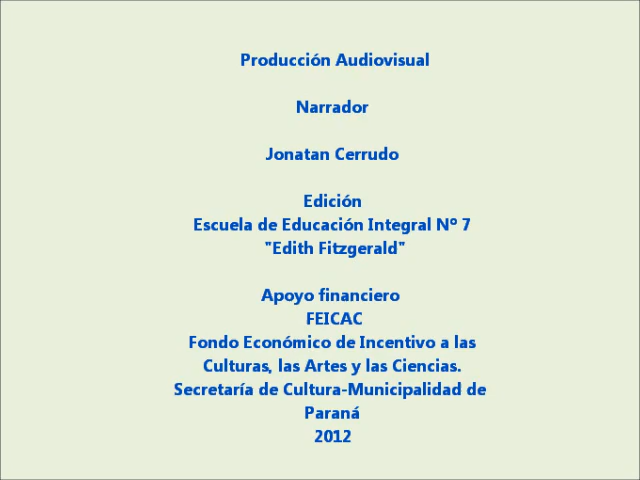 Producción Audiovisual
Narrador
Jonatan Cerrudo
Edición
Escuela de Educación Integral Nº 7
"Edith Fitzgerald"
Apoyo financiero
FEICAC
Fondo Económico de Incentivo a las
Culturas, las Artes y las Ciencias.
Secretaría de Cultura-Municipalidad de
Paraná
2012